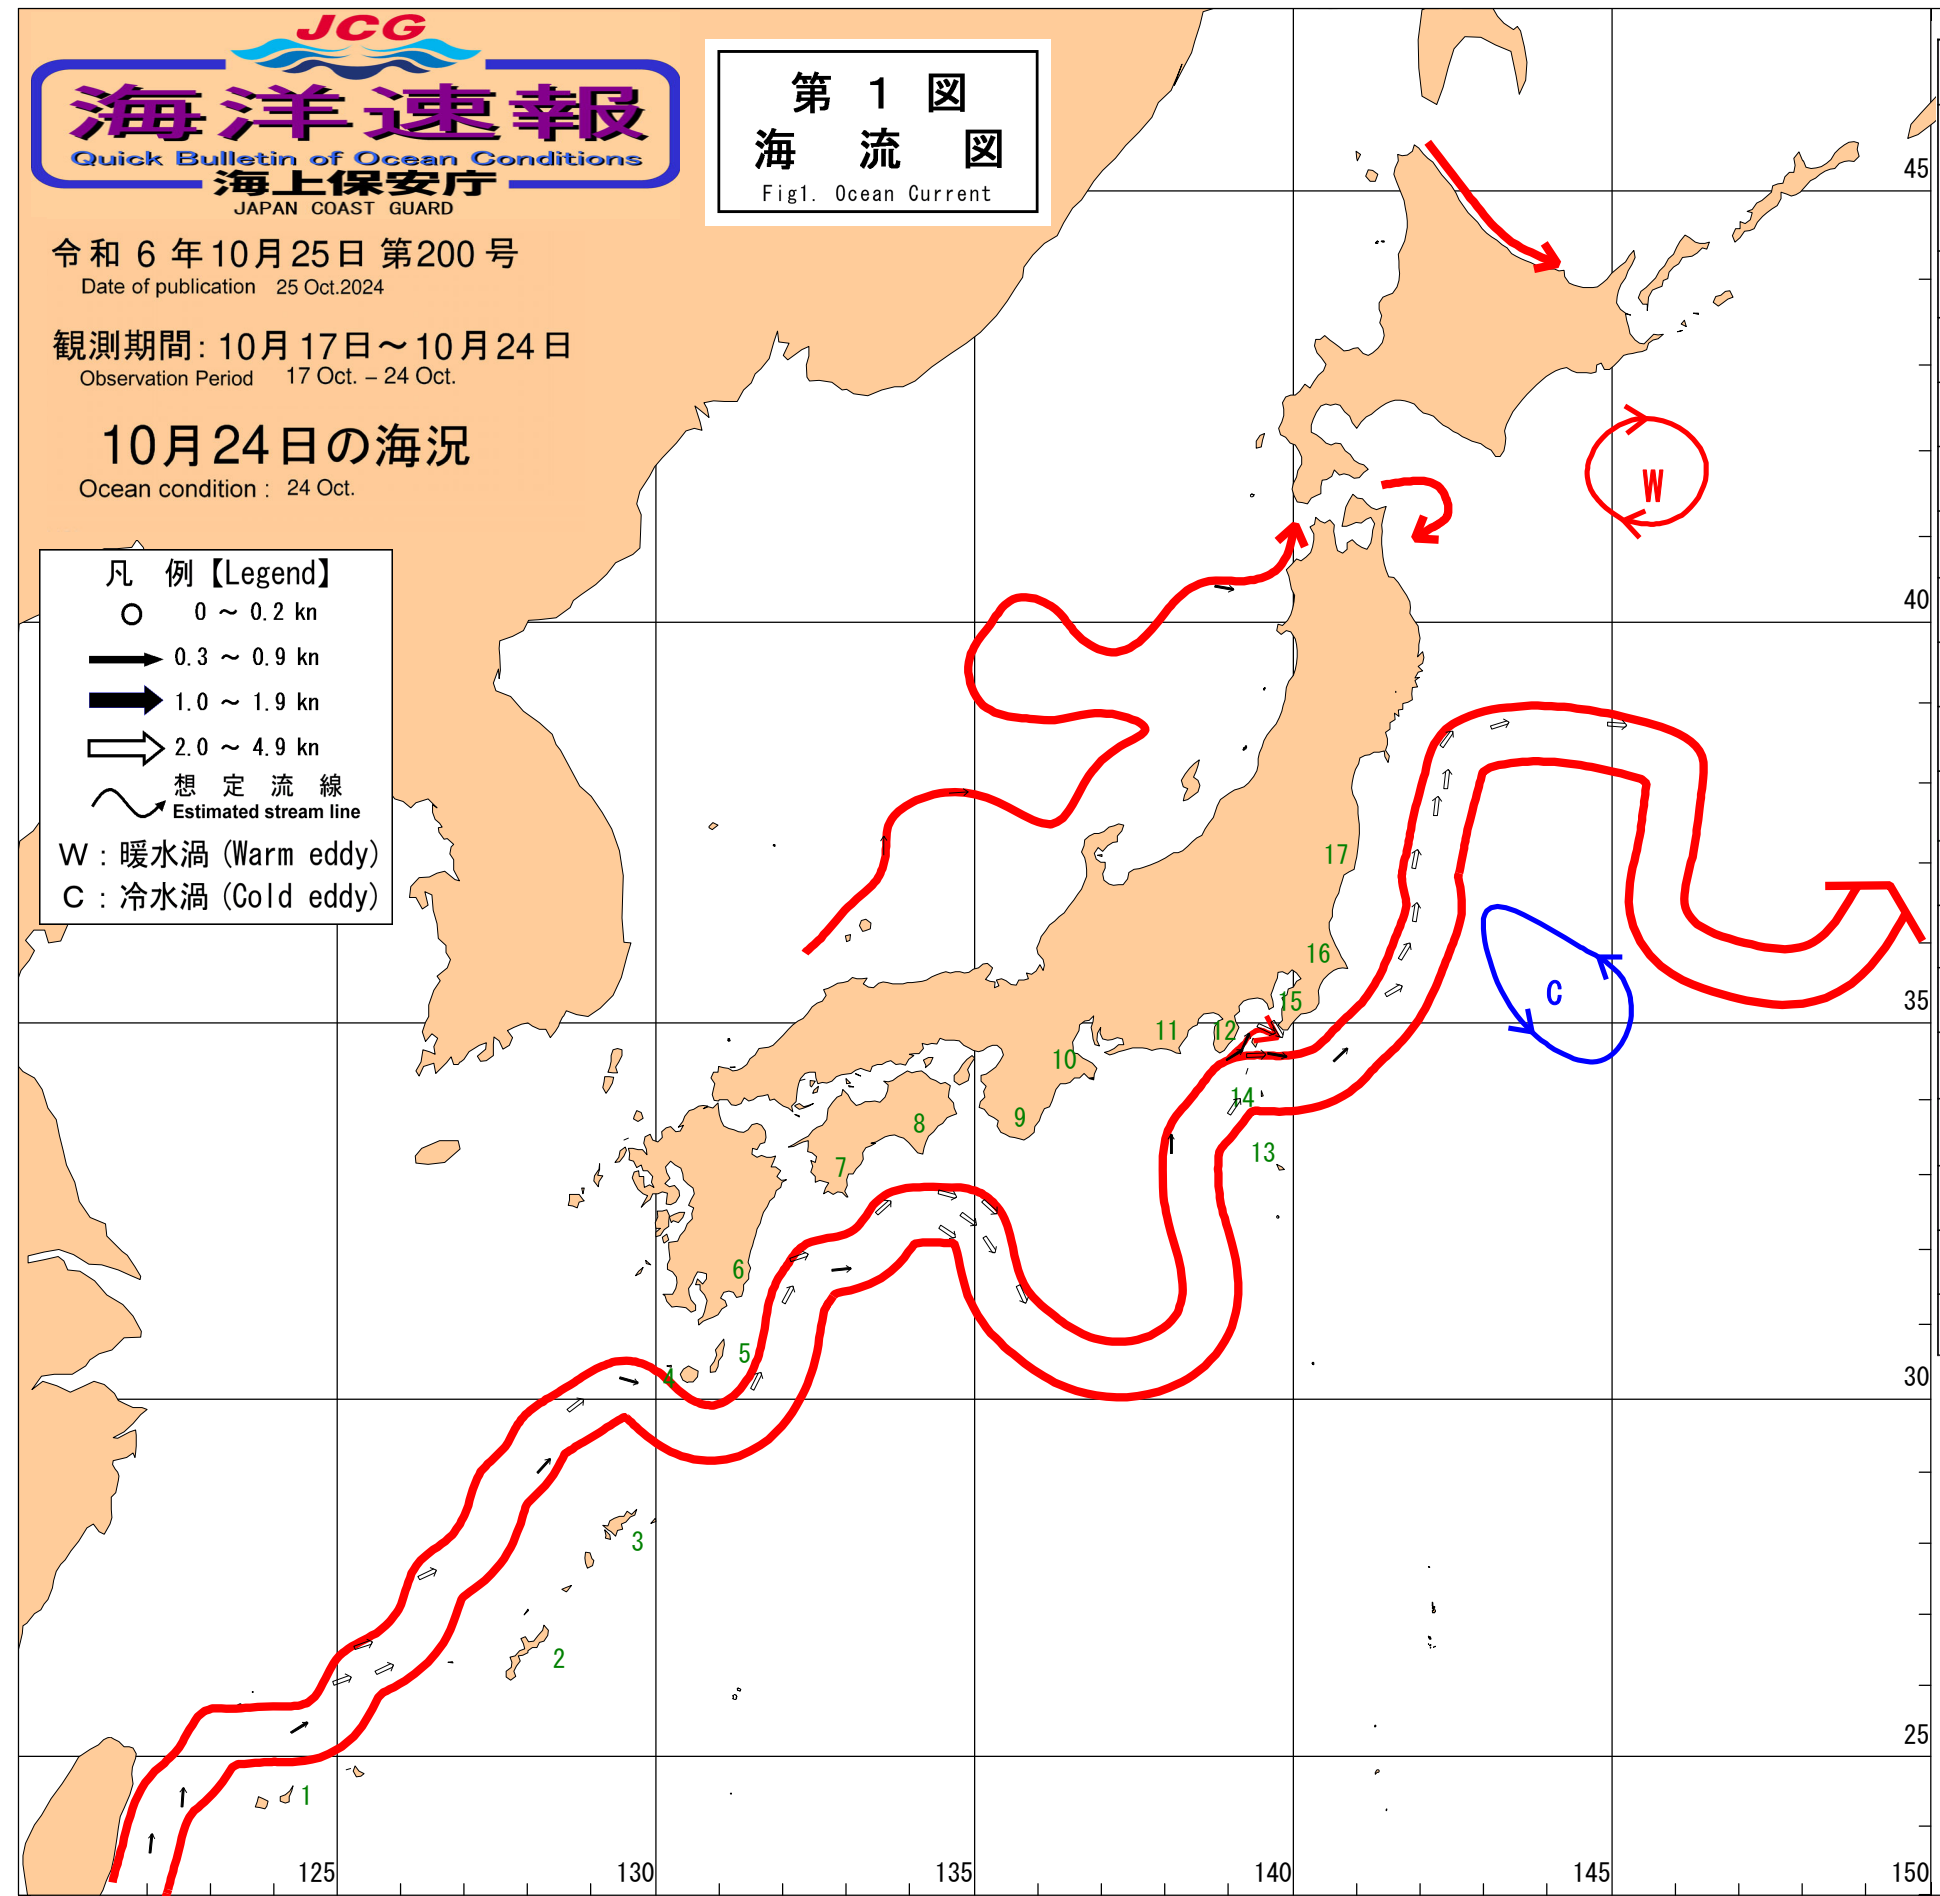 JCG
海洋速報
Quick Bulletin of Ocean Conditions
海上保安庁
JAPAN COAST GUARD
令和 6 年10月25日 第200 号
Date of publication 25 Oct.2024
観測期間: 10月17日～10月24日
Observation Period 17 Oct. – 24 Oct.
10月24日の海況
Ocean condition : 24 Oct.
第 1 図
海 流 図
Fig1. Ocean Current
凡 例【Legend】
0 ～ 0.2 kn
0.3 ～ 0.9 kn
1.0 ～ 1.9 kn
2.0 ～ 4.9 kn
想 定 流 線
Estimated stream line
W : 暖水渦 (Warm eddy)
C : 冷水渦 (Cold eddy)
45
W
40
17
16
C
15
35
12
11
10
14
9
8
13
7
6
5
4
30
3
2
25
1
125
130
135
140
145
150